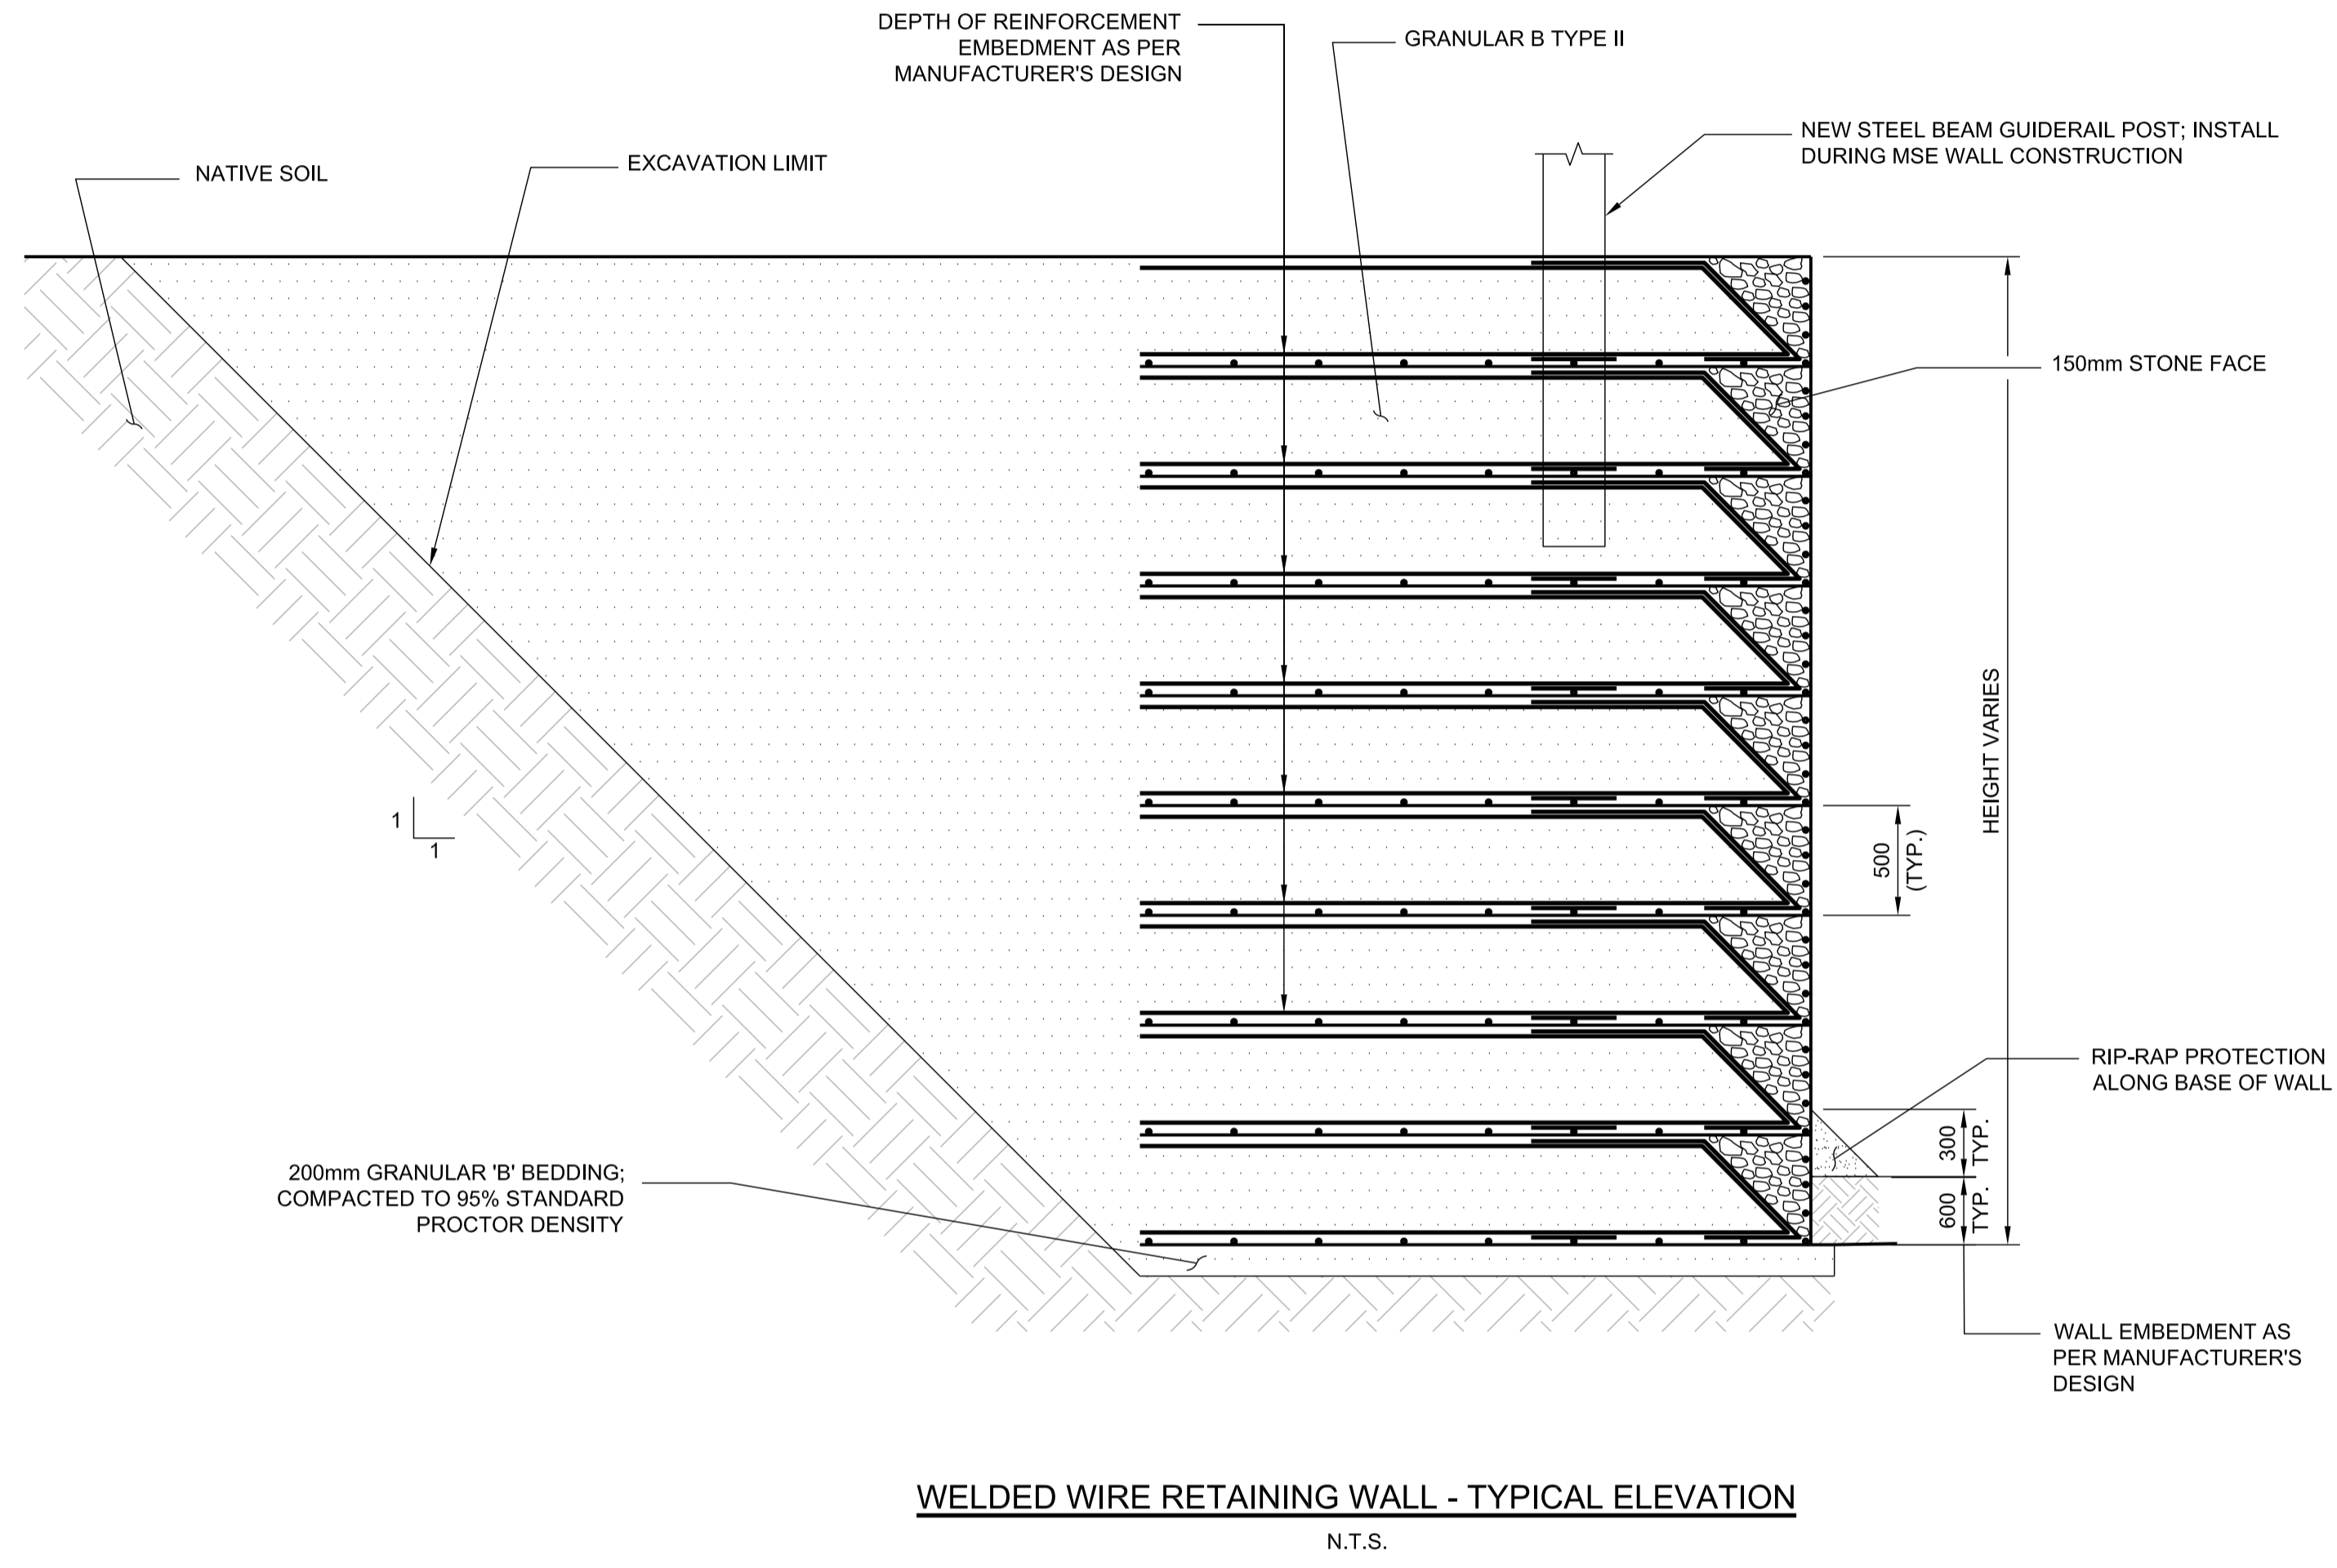 DEPTH OF REINFORCEMENT
EMBEDMENT AS PER
MANUFACTURER'S DESIGN
GRANULAR B TYPE II
NEW STEEL BEAM GUIDERAIL POST; INSTALL
DURING MSE WALL CONSTRUCTION
NATIVE SOIL
EXCAVATION LIMIT
150mm STONE FACE
HEIGHT VARIES
1
1
500
(TYP.)
RIP-RAP PROTECTION
ALONG BASE OF WALL
300
TYP.
600
TYP.
200mm GRANULAR 'B' BEDDING;
COMPACTED TO 95% STANDARD
PROCTOR DENSITY
WALL EMBEDMENT AS
PER MANUFACTURER'S
DESIGN
WELDED WIRE RETAINING WALL - TYPICAL ELEVATION
N.T.S.